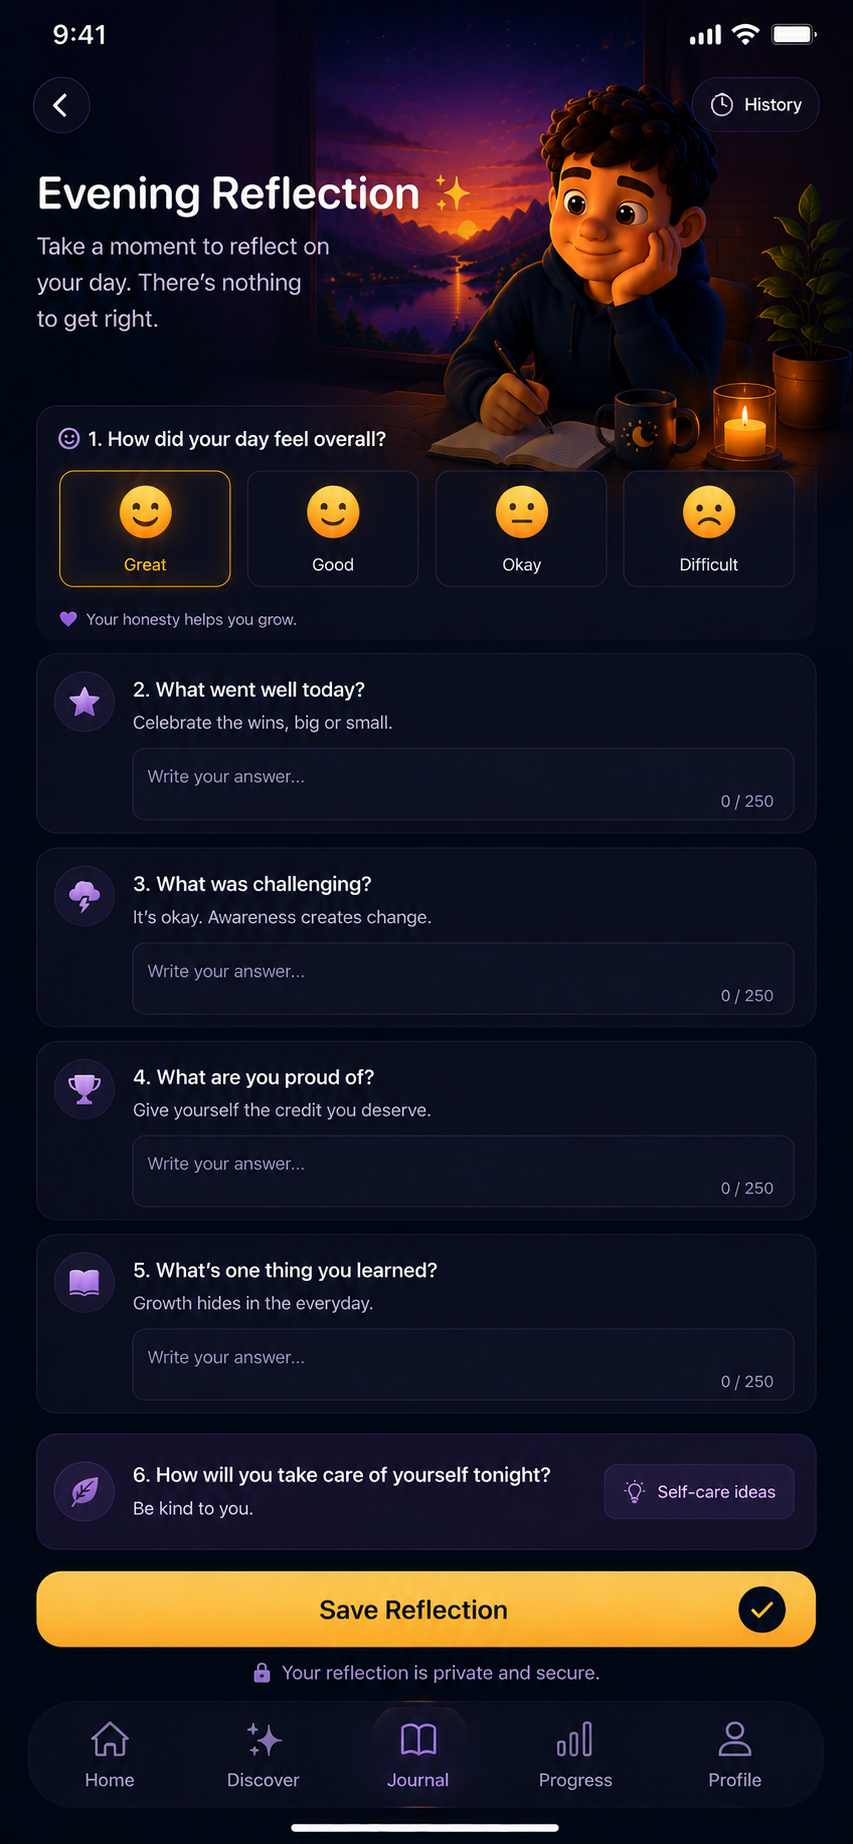 9:41
History
Evening Reflection
Take a moment to reflect on
your day. There's nothing
to get right.
1. How did your day feel overall?
Great
Good
Okay
Difficult
Your honesty helps you grow.
2. What went well today?
Celebrate the wins, big or small.
Write your answer...
0 / 250
3. What was challenging?
It's okay. Awareness creates change.
Write your answer...
0 / 250
4. What are you proud of?
Give yourself the credit you deserve.
Write your answer...
0 / 250
5. What's one thing you learned?
Growth hides in the everyday.
Write your answer...
0 / 250
6. How will you take care of yourself tonight?
Be kind to you.
Self-care ideas
Save Reflection
Your reflection is private and secure.
Home
Discover
Journal
Progress
Profile